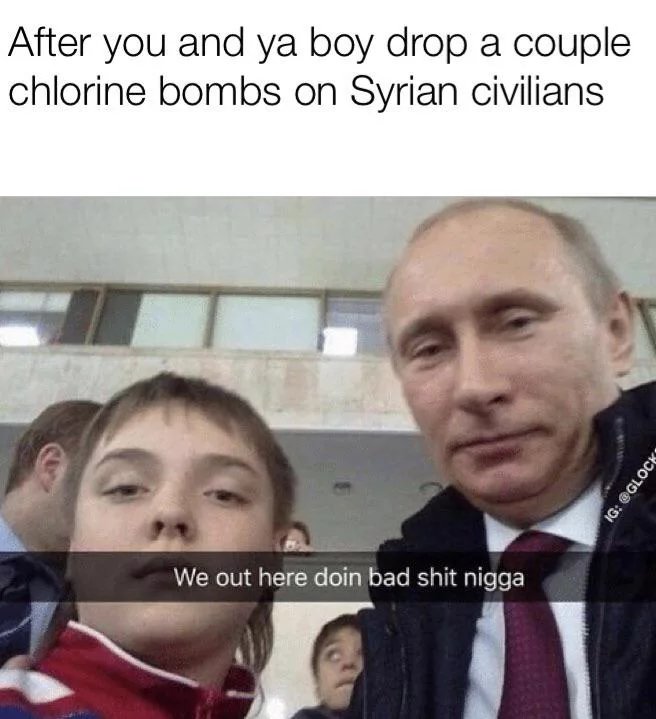 After you and ya boy drop a couple
chlorine bombs on Syrian civilians
IG: @GLOCK
We out here doin bad shit nigga